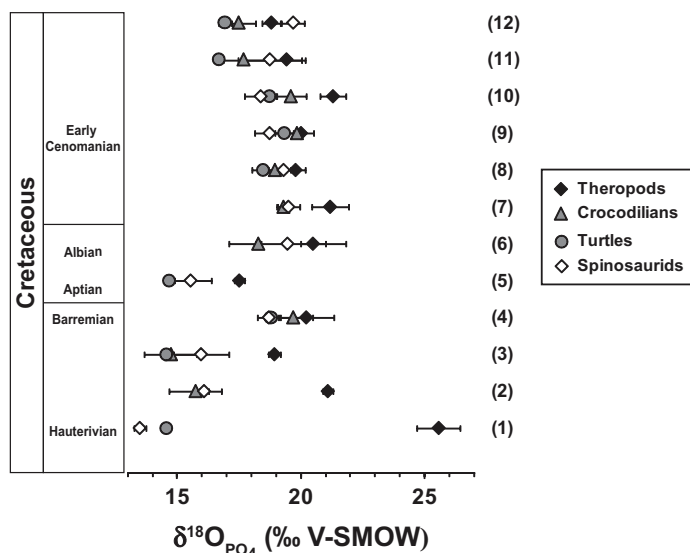 Cretaceous
Early
Cenomanian
Albian
Aptian
Barremian
Hauterivian
(12)
(11)
(10)
(9)
(8)
(7)
(6)
(5)
(4)
(3)
(2)
(1)
Theropods
Crocodilians
Turtles
Spinosaurids
15 20 25
δ¹⁸O_PO₄ (‰ V-SMOW)